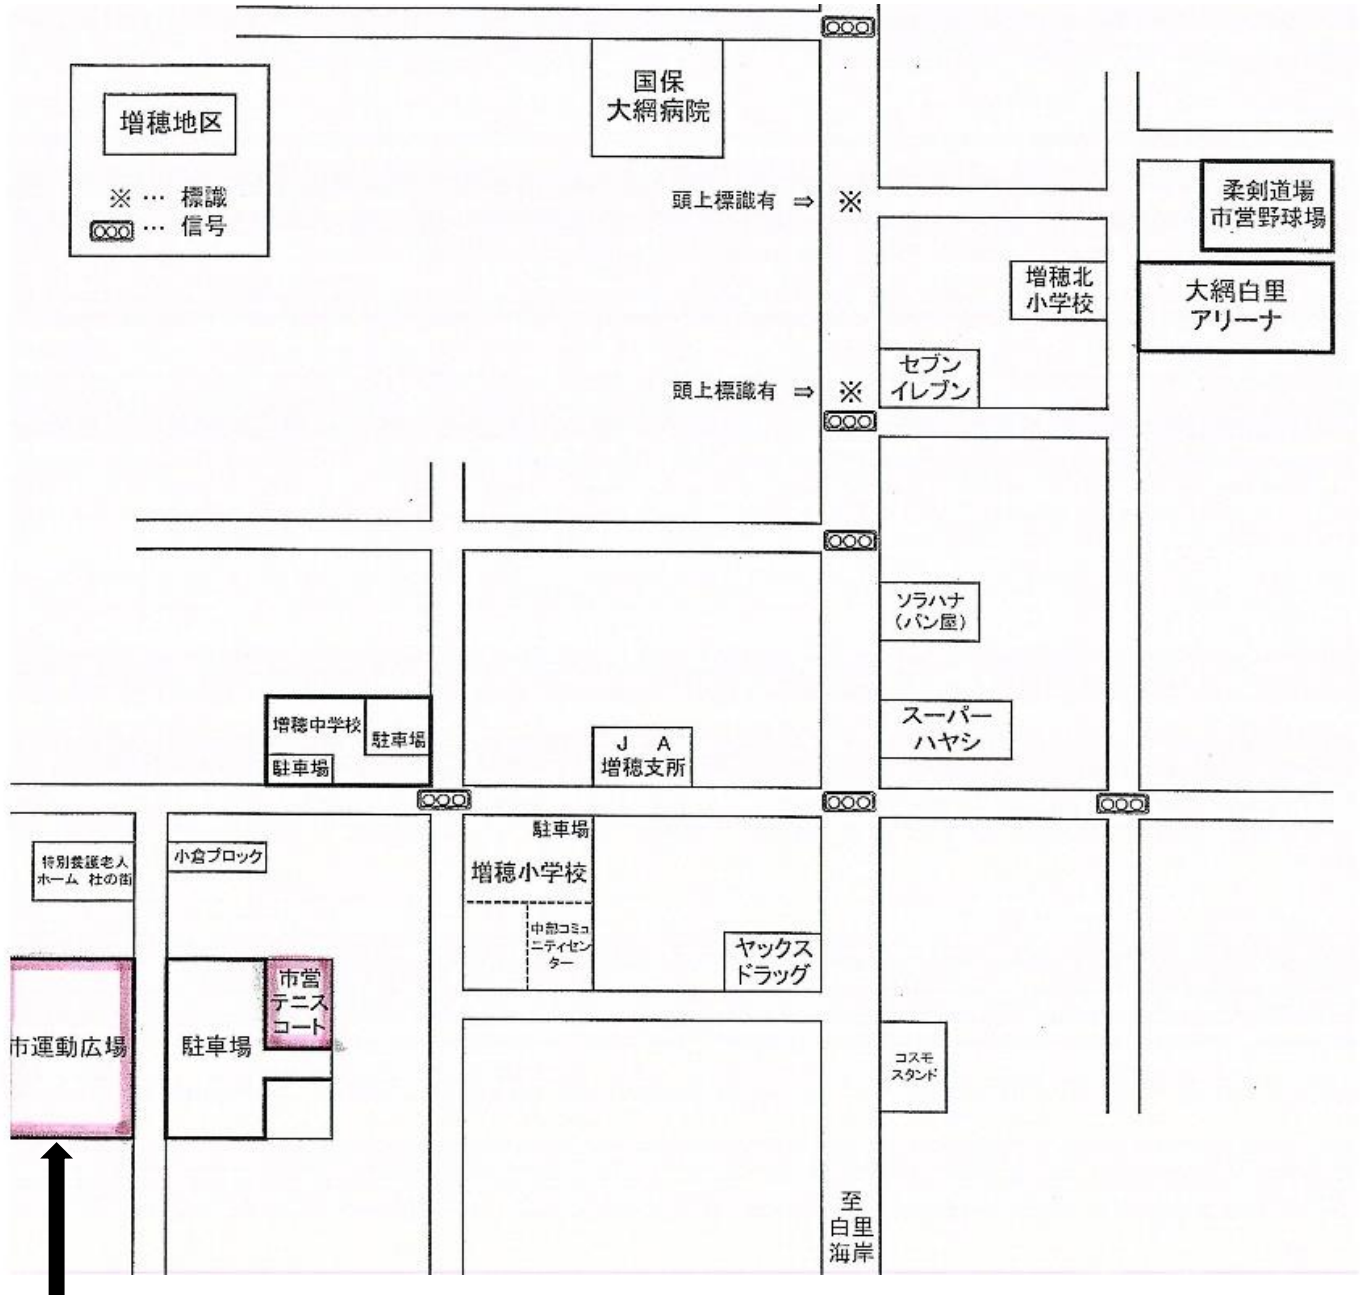 国保
大網病院
増穂地区
※ … 標識
… 信号
頭上標識有 ⇒ ※
柔剣道場
市営野球場
増穂北
小学校
大網白里
アリーナ
セブン
イレブン
頭上標識有 ⇒ ※
ソラハナ
(パン屋)
スーパー
ハヤシ
増穂中学校
駐車場
駐車場
J A
増穂支所
駐車場
増穂小学校
中部コミュ
ニティセン
ター
特別養護老人
ホーム 杜の街
小倉ブロック
ヤックス
ドラッグ
市営
テニス
コート
市運動広場
駐車場
コスモ
スタンド
至
白里
海岸